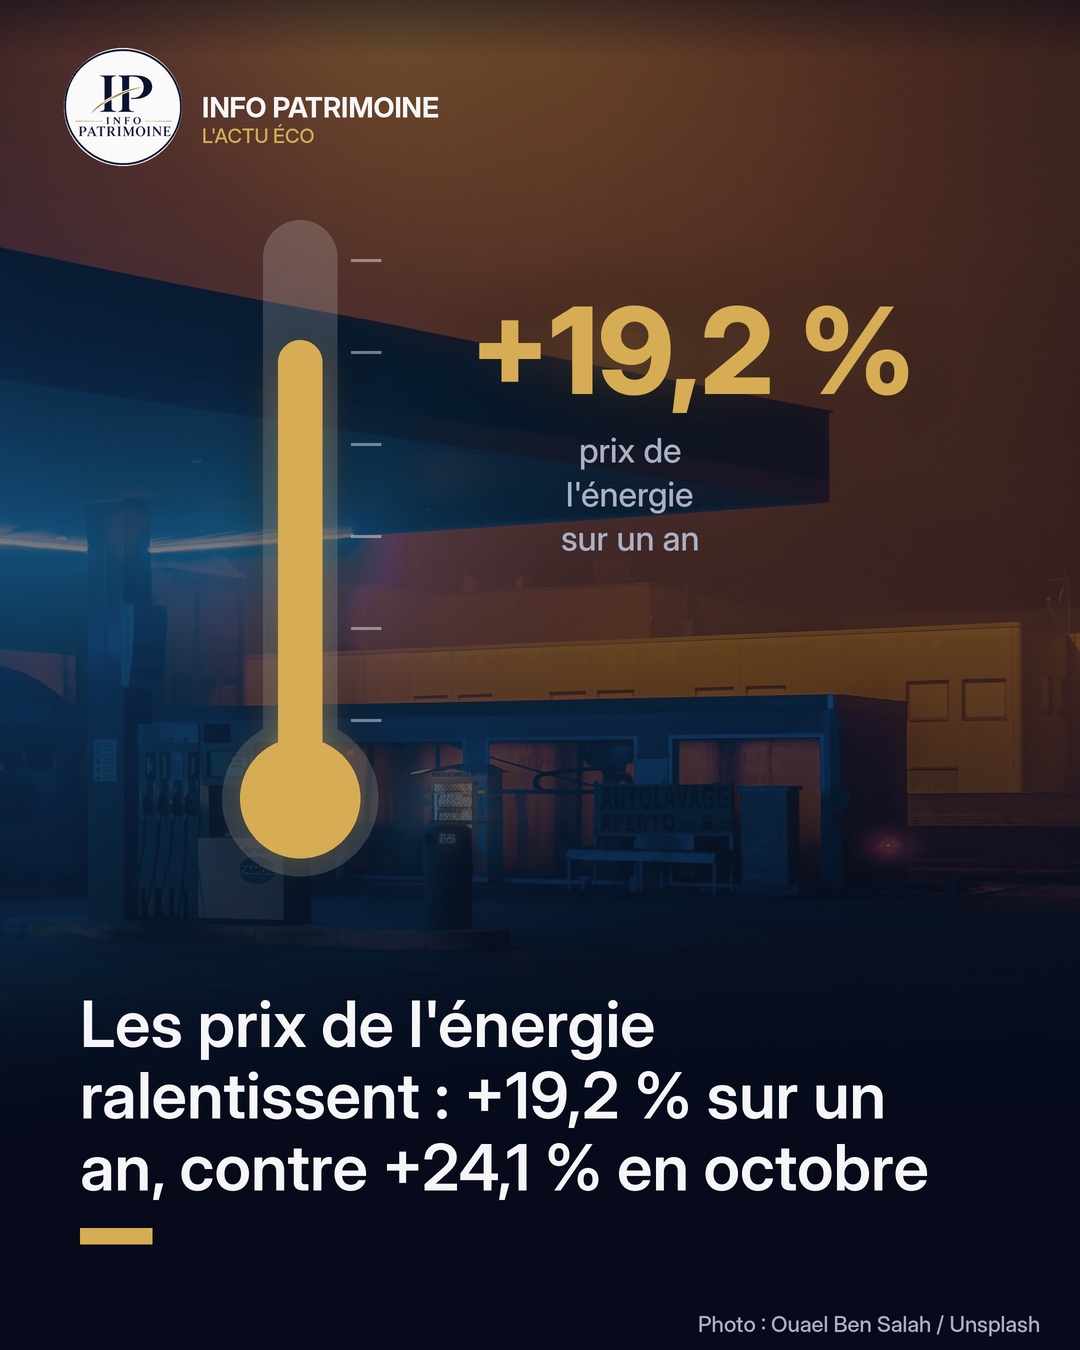 IP
INFO
PATRIMOINE
INFO PATRIMOINE
L'ACTU ÉCO
+19,2 %
prix de
l'énergie
sur un an
AUTOLAVAGG
APERTO
TAMOIL
Les prix de l'énergie
ralentissent : +19,2 % sur un
an, contre +24,1 % en octobre
Photo : Ouael Ben Salah / Unsplash